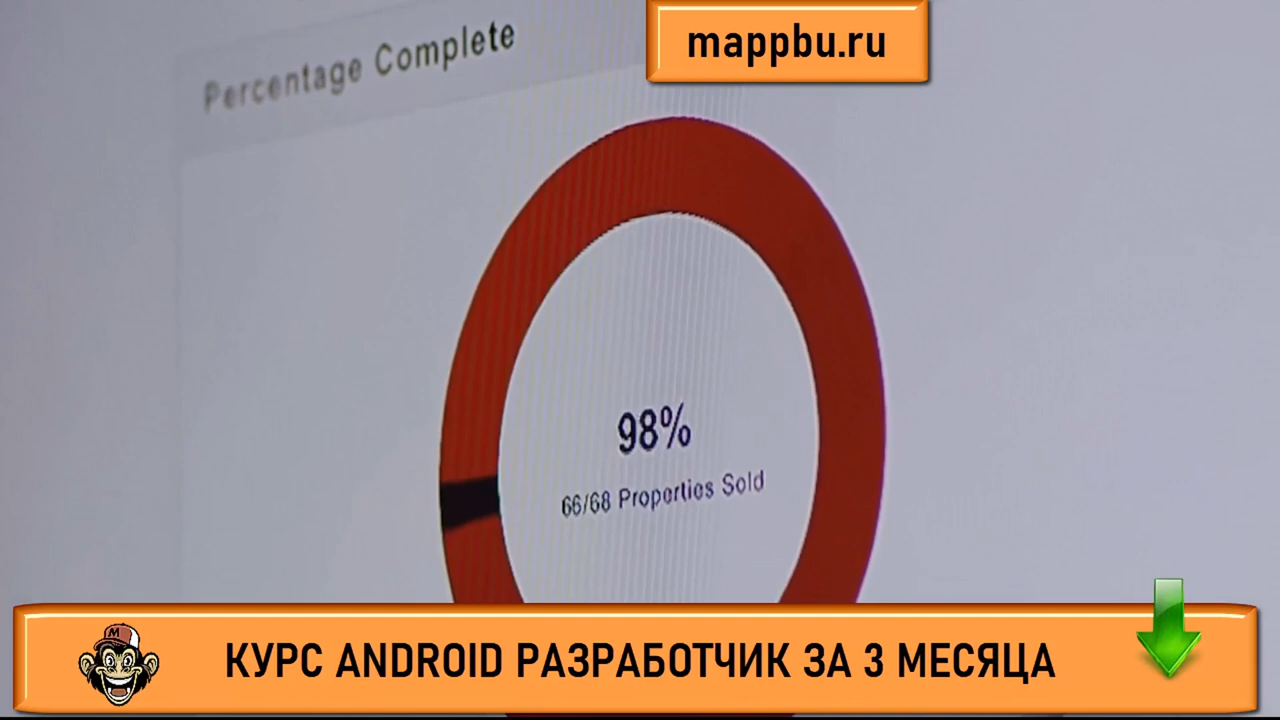 mappbu.ru
Percentage Complete
98%
66/68 Properties Sold
M
КУРС ANDROID РАЗРАБОТЧИК ЗА 3 МЕСЯЦА